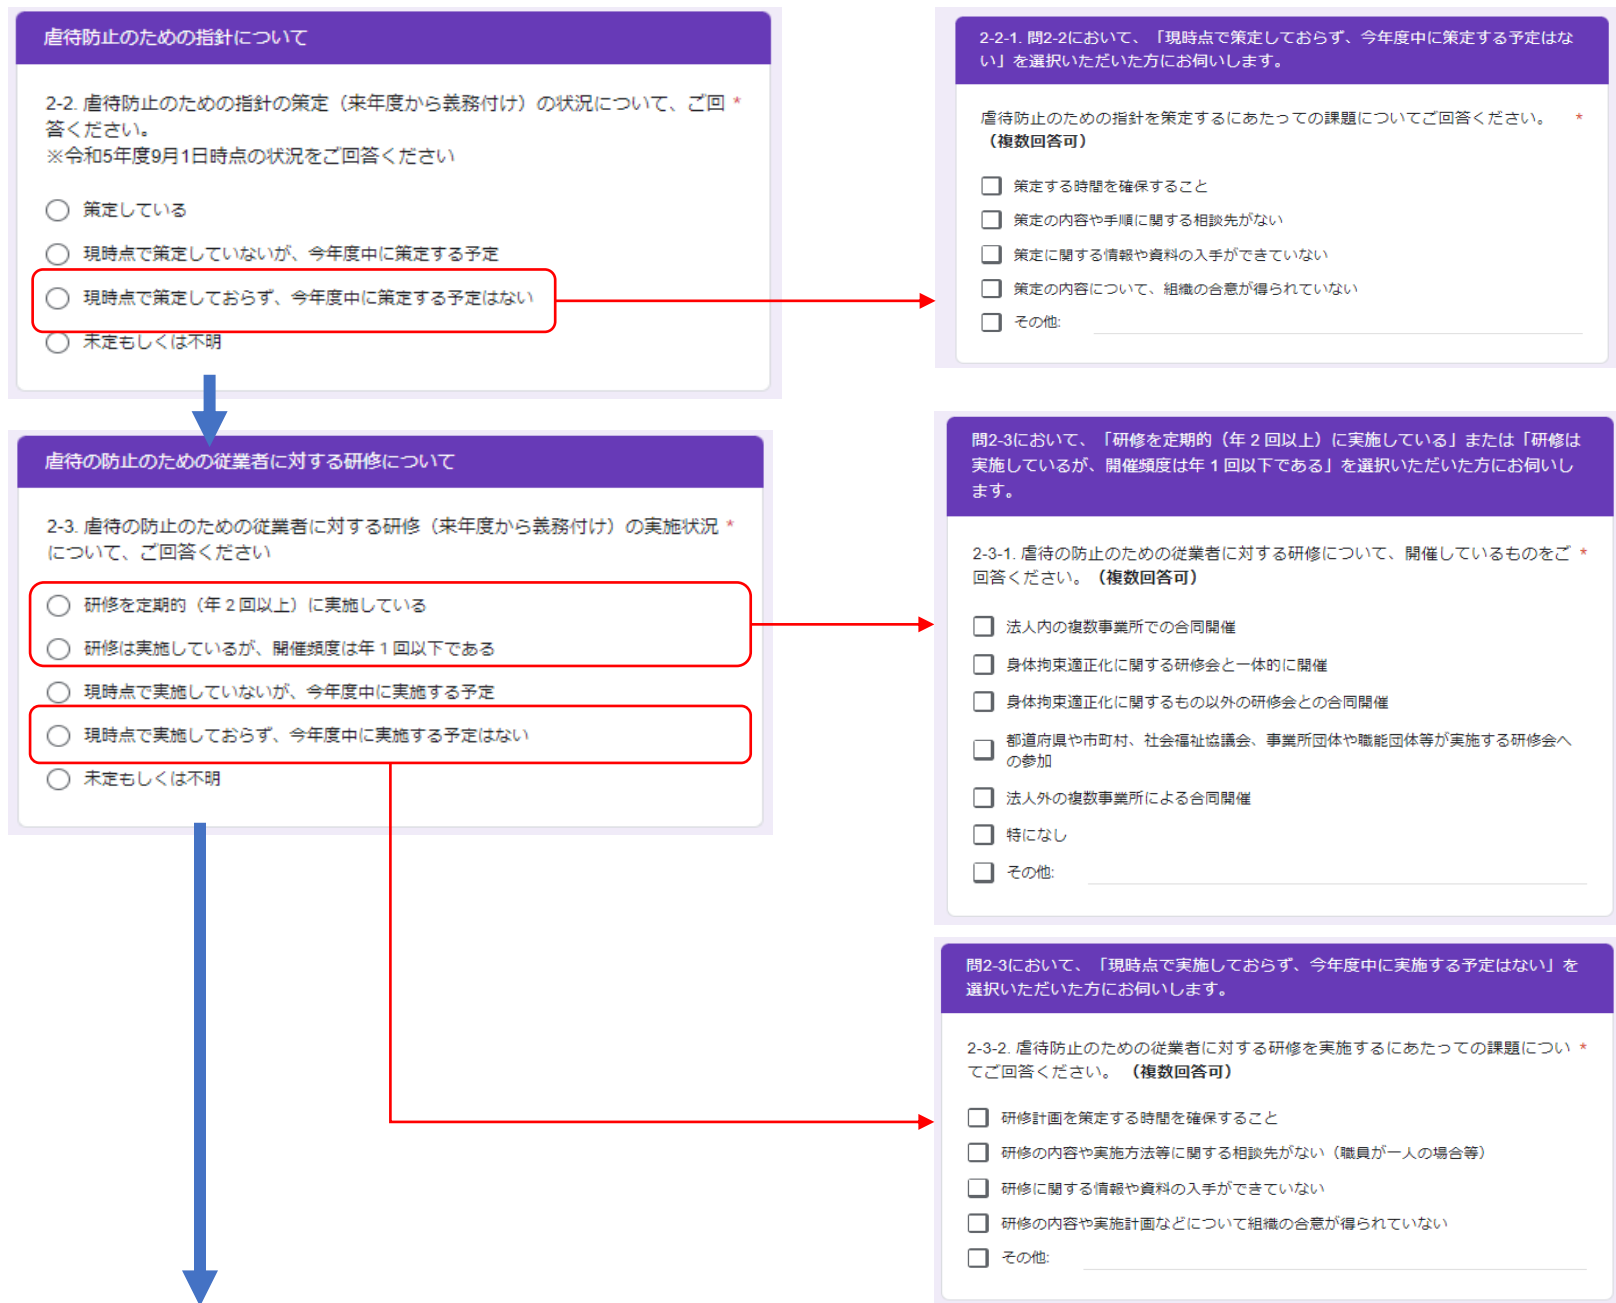 虐待防止のための指針について
2-2. 虐待防止のための指針の策定（来年度から義務付け）の状況について、ご回 *
答ください。
※令和5年度9月1日時点の状況をご回答ください
策定している
現時点で策定していないが、今年度中に策定する予定
現時点で策定しておらず、今年度中に策定する予定はない
未定もしくは不明
2-2-1. 問2-2において、「現時点で策定しておらず、今年度中に策定する予定はな
い」を選択いただいた方にお伺いします。
虐待防止のための指針を策定するにあたっての課題についてご回答ください。 *
（複数回答可）
策定する時間を確保すること
策定の内容や手順に関する相談先がない
策定に関する情報や資料の入手ができていない
策定の内容について、組織の合意が得られていない
その他:
虐待の防止のための従業者に対する研修について
2-3. 虐待の防止のための従業者に対する研修（来年度から義務付け）の実施状況 *
について、ご回答ください
研修を定期的（年２回以上）に実施している
研修は実施しているが、開催頻度は年１回以下である
現時点で実施していないが、今年度中に実施する予定
現時点で実施しておらず、今年度中に実施する予定はない
未定もしくは不明
問2-3において、「研修を定期的（年２回以上）に実施している」または「研修は
実施しているが、開催頻度は年１回以下である」を選択いただいた方にお伺いし
ます。
2-3-1. 虐待の防止のための従業者に対する研修について、開催しているものをご *
回答ください。（複数回答可）
法人内の複数事業所での合同開催
身体拘束適正化に関する研修会と一体的に開催
身体拘束適正化に関するもの以外の研修会との合同開催
都道府県や市町村、社会福祉協議会、事業所団体や職能団体等が実施する研修会へ
の参加
法人外の複数事業所による合同開催
特になし
その他:
問2-3において、「現時点で実施しておらず、今年度中に実施する予定はない」を
選択いただいた方にお伺いします。
2-3-2. 虐待防止のための従業者に対する研修を実施するにあたっての課題につい *
てご回答ください。（複数回答可）
研修計画を策定する時間を確保すること
研修の内容や実施方法等に関する相談先がない（職員が一人の場合等）
研修に関する情報や資料の入手ができていない
研修の内容や実施計画などについて組織の合意が得られていない
その他: